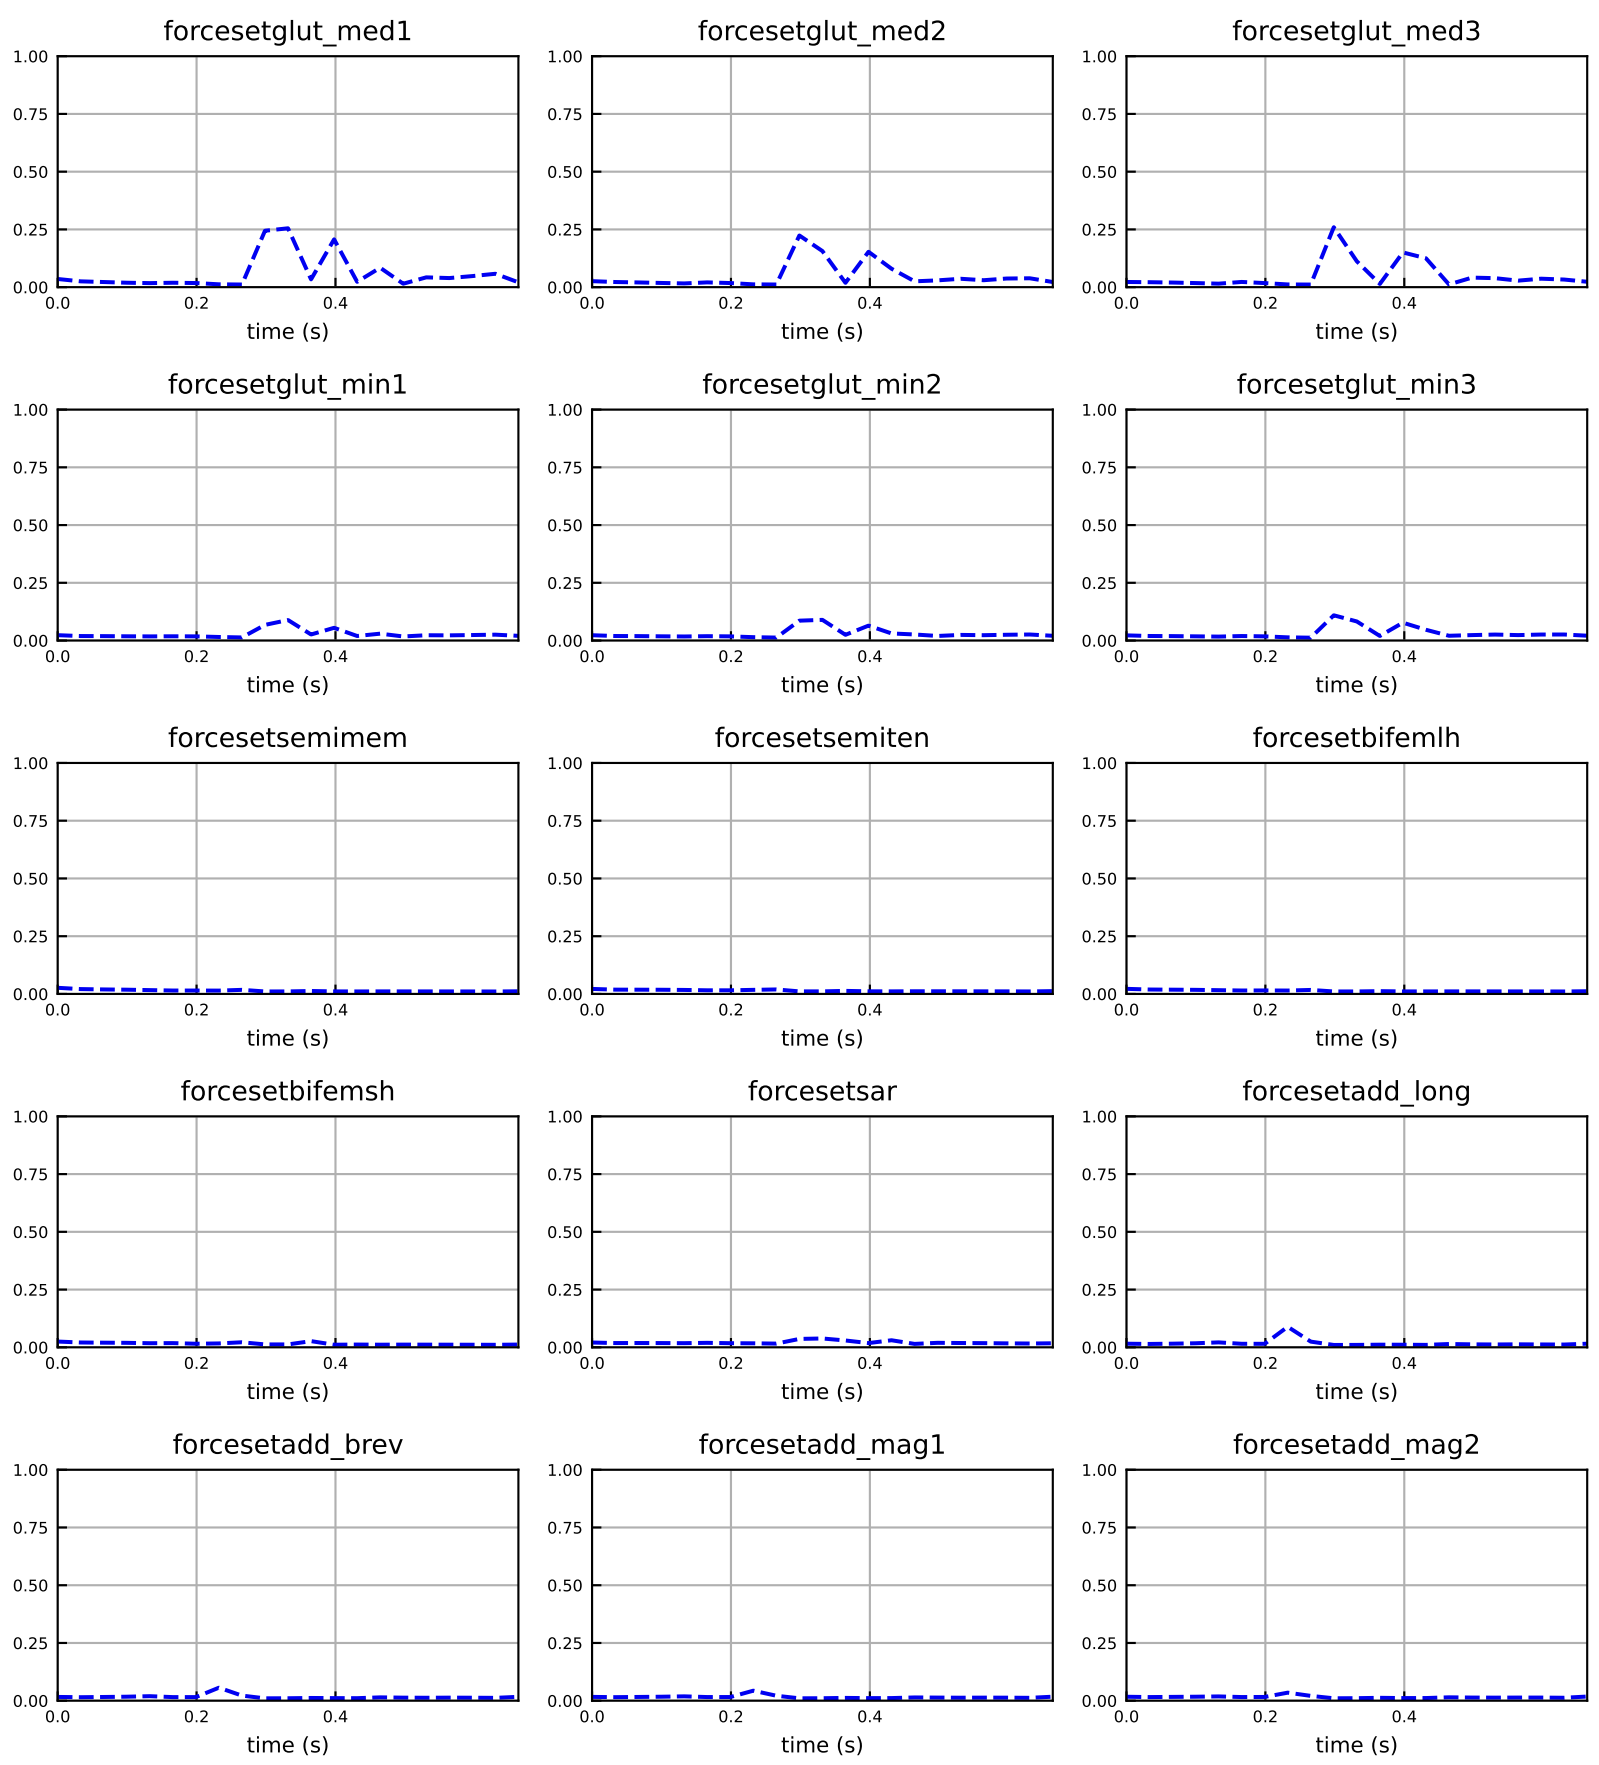 forcesetglut_med1 forcesetglut_med2 forcesetglut_med3
1.00 1.00 1.00
0.75 0.75 0.75
0.50 0.50 0.50
0.25 0.25 0.25
0.00 0.00 0.00
0.0 0.2 0.4 0.0 0.2 0.4 0.0 0.2 0.4
time (s) time (s) time (s)
forcesetglut_min1 forcesetglut_min2 forcesetglut_min3
1.00 1.00 1.00
0.75 0.75 0.75
0.50 0.50 0.50
0.25 0.25 0.25
0.00 0.00 0.00
0.0 0.2 0.4 0.0 0.2 0.4 0.0 0.2 0.4
time (s) time (s) time (s)
forcesetsemimem forcesetsemiten forcesetbifemlh
1.00 1.00 1.00
0.75 0.75 0.75
0.50 0.50 0.50
0.25 0.25 0.25
0.00 0.00 0.00
0.0 0.2 0.4 0.0 0.2 0.4 0.0 0.2 0.4
time (s) time (s) time (s)
forcesetbifemsh forcesetsar forcesetadd_long
1.00 1.00 1.00
0.75 0.75 0.75
0.50 0.50 0.50
0.25 0.25 0.25
0.00 0.00 0.00
0.0 0.2 0.4 0.0 0.2 0.4 0.0 0.2 0.4
time (s) time (s) time (s)
forcesetadd_brev forcesetadd_mag1 forcesetadd_mag2
1.00 1.00 1.00
0.75 0.75 0.75
0.50 0.50 0.50
0.25 0.25 0.25
0.00 0.00 0.00
0.0 0.2 0.4 0.0 0.2 0.4 0.0 0.2 0.4
time (s) time (s) time (s)